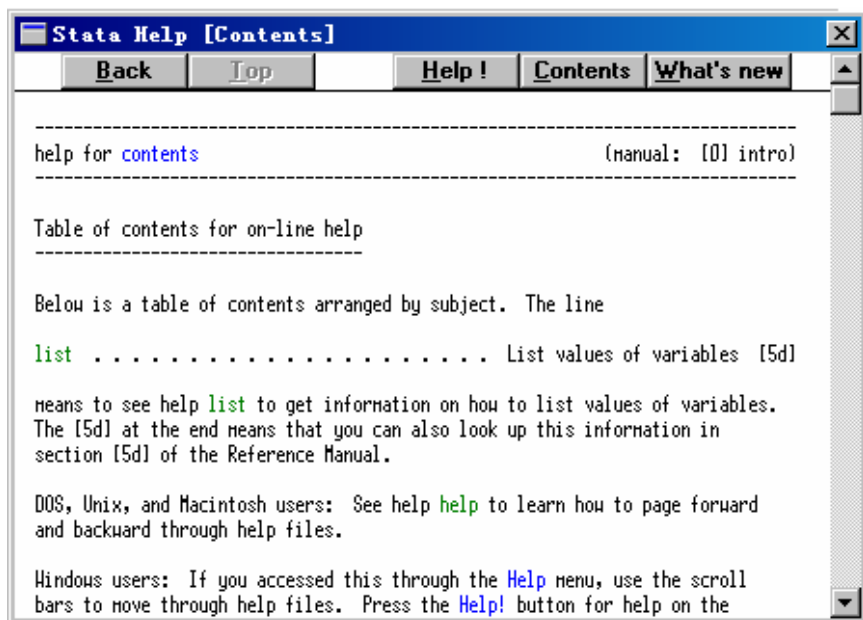 Stata Help [Contents]
Back Top Help ! Contents What's new
--------------------------------------------------------------------------------
help for contents (manual: [0] intro)
--------------------------------------------------------------------------------
Table of contents for on-line help
----------------------------------
Below is a table of contents arranged by subject. The line
list . . . . . . . . . . . . . . . . . . . . . List values of variables [5d]
means to see help list to get information on how to list values of variables.
The [5d] at the end means that you can also look up this information in
section [5d] of the Reference Manual.
DOS, Unix, and Macintosh users: See help help to learn how to page forward
and backward through help files.
Windows users: If you accessed this through the Help menu, use the scroll
bars to move through help files. Press the Help! button for help on the